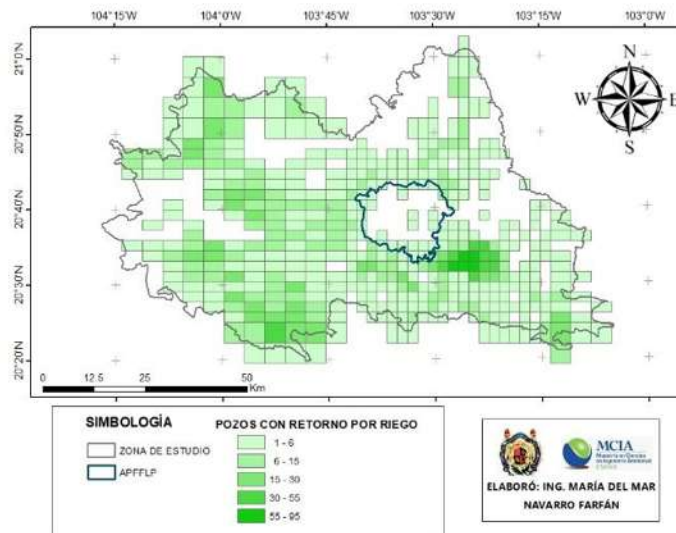 104°15'W 104°0'W 103°45'W 103°30'W 103°15'W 103°0'W
21°0'N
20°50'N
20°40'N
20°30'N
20°20'N
N
W E
S
0 12.5 25 50
Km
SIMBOLOGÍA
ZONA DE ESTUDIO
APFFLP
POZOS CON RETORNO POR RIEGO
1 - 6
6 - 15
15 - 30
30 - 55
55 - 95
MCIA
ELABORÓ: ING. MARÍA DEL MAR
NAVARRO FARFÁN